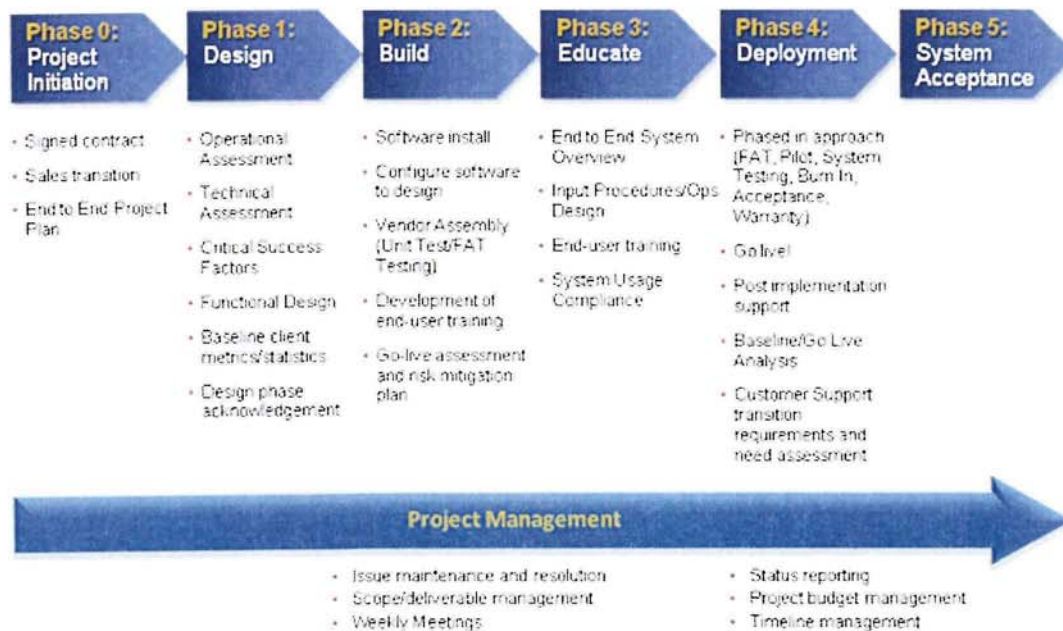 Phase 0:
Project
Initiation
Phase 1:
Design
Phase 2:
Build
Phase 3:
Educate
Phase 4:
Deployment
Phase 5:
System
Acceptance
• Signed contract
• Sales transition
• End to End Project
Plan
• Operational
Assessment
• Technical
Assessment
• Critical Success
Factors
• Functional Design
• Baseline client
metrics/statistics
• Design phase
acknowledgement
• Software install
• Configure software
to design
• Vendor Assembly
(Unit Test/FAT
Testing)
• Development of
end-user training
• Go-live assessment
and risk mitigation
plan
• End to End System
Overview
• Input Procedures/Ops
Design
• End-user training
• System Usage
Compliance
• Phased in approach
(FAT, Pilot, System
Testing, Burn In,
Acceptance,
Warranty)
• Go live!
• Post implementation
support
• Baseline/Go Live
Analysis
• Customer Support
transition
requirements and
need assessment
Project Management
• Issue maintenance and resolution
• Scope/deliverable management
• Weekly Meetings
• Status reporting
• Project budget management
• Timeline management